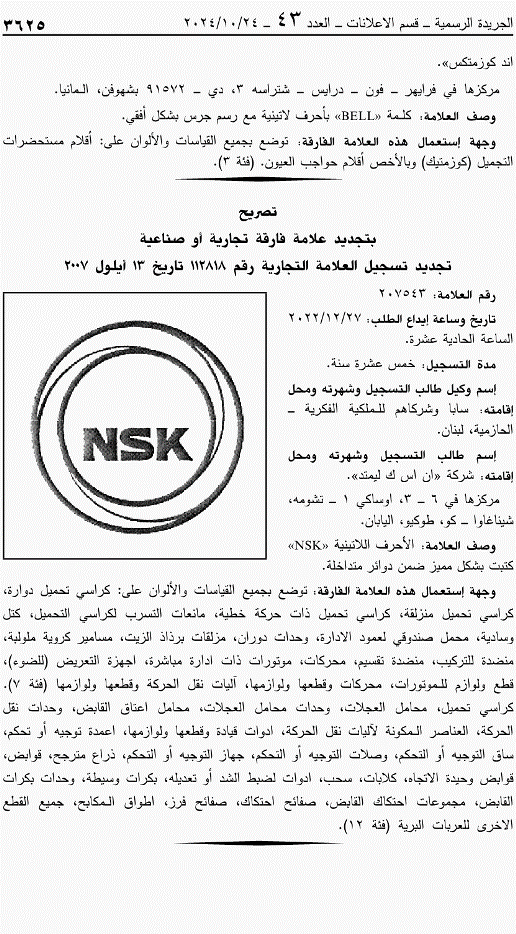 الجريدة الرسمية ــ قسم الاعلانات ــ العدد ٤٣ ــ ٢٠٢٤/١٠/٢٤
٣٦٢٥
اند كوزمتكس».
مركزها في فرايهر ــ فون ــ درايس ــ شتراسه ٣، دي ــ ٩١٥٧٢ بشهوفن، المانيا.
وصف العلامة: كلمة «BELL» بأحرف لاتينية مع رسم جرس بشكل أفقي.
وجهة إستعمال هذه العلامة الفارقة: توضع بجميع القياسات والألوان على: أقلام مستحضرات
التجميل (كوزمتيك) وبالأخص أقلام حواجب العيون. (فئة ٣).
تصريح
بتجديد علامة فارقة تجارية أو صناعية
تجديد تسجيل العلامة التجارية رقم ١١٢٨١٨ تاريخ ١٣ أيلول ٢٠٠٧
رقم العلامة: ٢٠٧٥٤٣
تاريخ وساعة إيداع الطلب: ٢٠٢٢/١٢/٢٧
الساعة الحادية عشرة.
مدة التسجيل: خمس عشرة سنة.
إسم وكيل طالب التسجيل وشهرته ومحل
إقامته: سابا وشركاهم للملكية الفكرية ــ
الحازمية، لبنان.
إسم طالب التسجيل وشهرته ومحل
إقامته: شركة «ان اس ك ليمتد».
مركزها في ٦ ــ ٣، اوساكي ١ ــ تشومه،
شيناغاوا ــ كو، طوكيو، اليابان.
وصف العلامة: الأحرف اللاتينية «NSK»
كتبت بشكل مميز ضمن دوائر متداخلة.
NSK
وجهة إستعمال هذه العلامة الفارقة: توضع بجميع القياسات والألوان على: كراسي تحميل دوارة،
كراسي تحميل منزلقة، كراسي تحميل ذات حركة خطية، مانعات التسرب لكراسي التحميل، كتل
وسادية، محمل صندوقي لعمود الادارة، وحدات دوران، مزلقات برذاذ الزيت، مسامير كروية ملولبة،
منضدة للتركيب، منضدة تقسيم، محركات، موتورات ذات ادارة مباشرة، اجهزة التعريض (للضوء)،
قطع ولوازم للموتورات، محركات وقطعها ولوازمها، أليات نقل الحركة وقطعها ولوازمها (فئة ٧).
كراسي تحميل، محامل العجلات، وحدات محامل العجلات، محامل اعتاق القابض، وحدات نقل
الحركة، العناصر المكونة لآليات نقل الحركة، ادوات قيادة وقطعها ولوازمها، اعمدة توجيه أو تحكم،
ساق التوجيه أو التحكم، وصلات التوجيه أو التحكم، جهاز التوجيه أو التحكم، ذراع مترجح، قوابض،
قوابض وحيدة الاتجاه، كلابات، سحب، ادوات لضبط الشد أو تعديله، بكرات وسيطة، وحدات بكرات
القابض، مجموعات احتكاك القابض، صفائح احتكاك، صفائح فرز، اطواق المكابح، جميع القطع
الاخرى للعربات البرية (فئة ١٢).